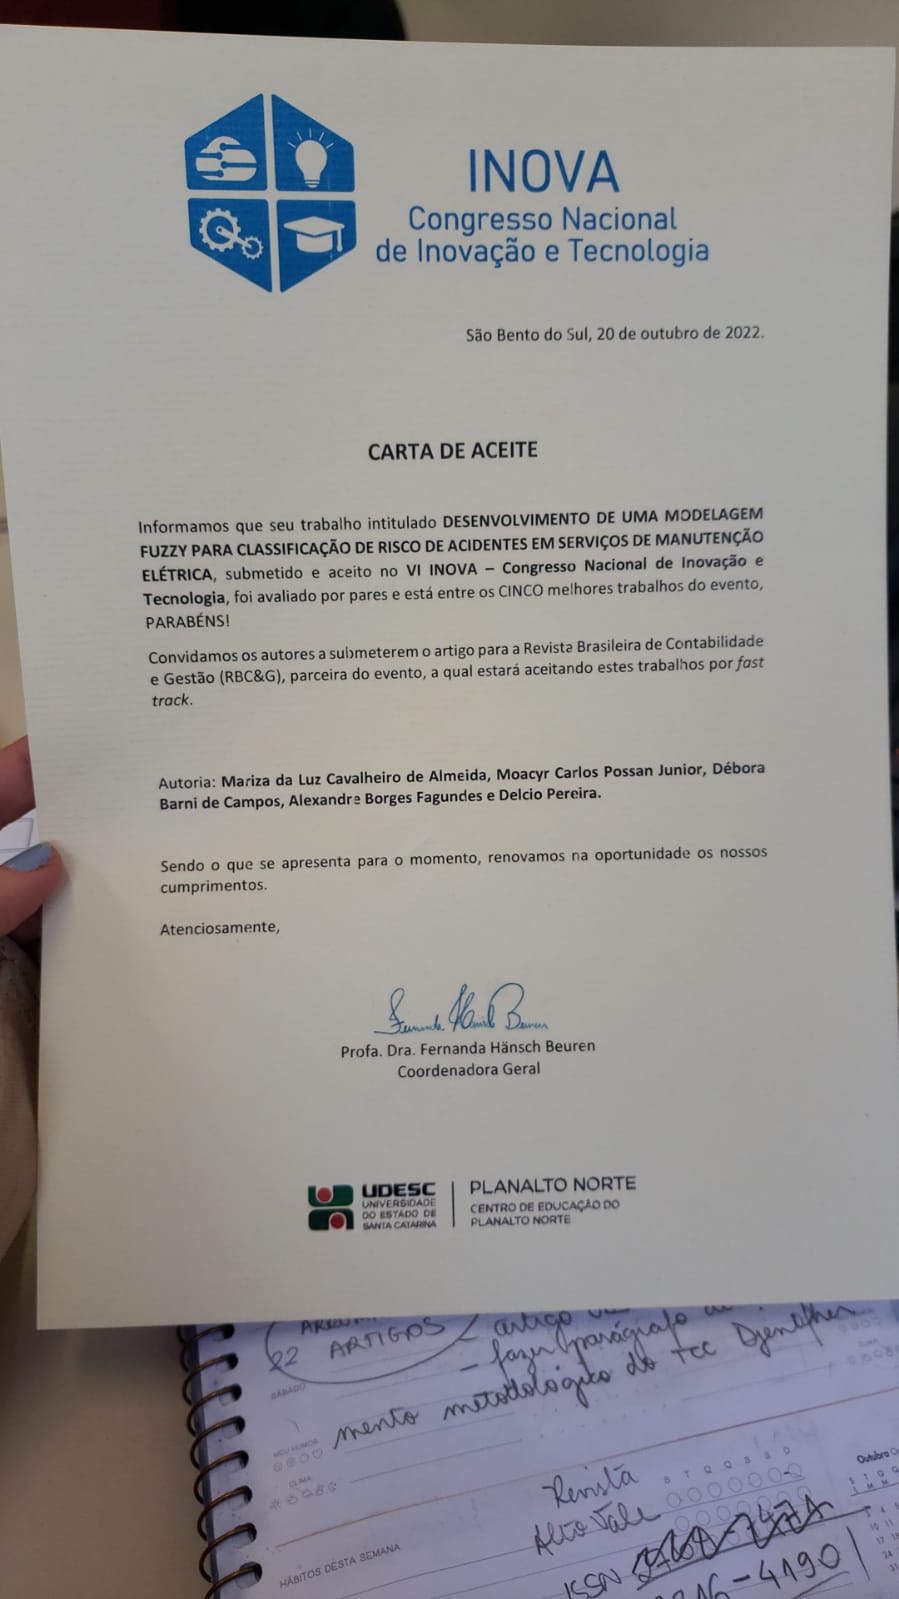 INOVA
Congresso Nacional
de Inovação e Tecnologia
São Bento do Sul, 20 de outubro de 2022.
CARTA DE ACEITE
Informamos que seu trabalho intitulado DESENVOLVIMENTO DE UMA MODELAGEM
FUZZY PARA CLASSIFICAÇÃO DE RISCO DE ACIDENTES EM SERVIÇOS DE MANUTENÇÃO
ELÉTRICA, submetido e aceito no VI INOVA – Congresso Nacional de Inovação e
Tecnologia, foi avaliado por pares e está entre os CINCO melhores trabalhos do evento,
PARABÉNS!
Convidamos os autores a submeterem o artigo para a Revista Brasileira de Contabilidade
e Gestão (RBC&G), parceira do evento, a qual estará aceitando estes trabalhos por fast
track.
Autoria: Mariza da Luz Cavalheiro de Almeida, Moacyr Carlos Possan Junior, Débora
Barni de Campos, Alexandre Borges Fagundes e Delcio Pereira.
Sendo o que se apresenta para o momento, renovamos na oportunidade os nossos
cumprimentos.
Atenciosamente,
Profa. Dra. Fernanda Hänsch Beuren
Coordenadora Geral
UDESC
UNIVERSIDADE
DO ESTADO DE
SANTA CATARINA
PLANALTO NORTE
CENTRO DE EDUCAÇÃO DO
PLANALTO NORTE
ARTIGOS
artigo
22
- fazer parágrafo
SÁBADO
mento metodológico do TCC
MEU HUMOR
CLIMA
Outubro
Revista
Alto Vale
HÁBITOS DESTA SEMANA
ISSN
-4190